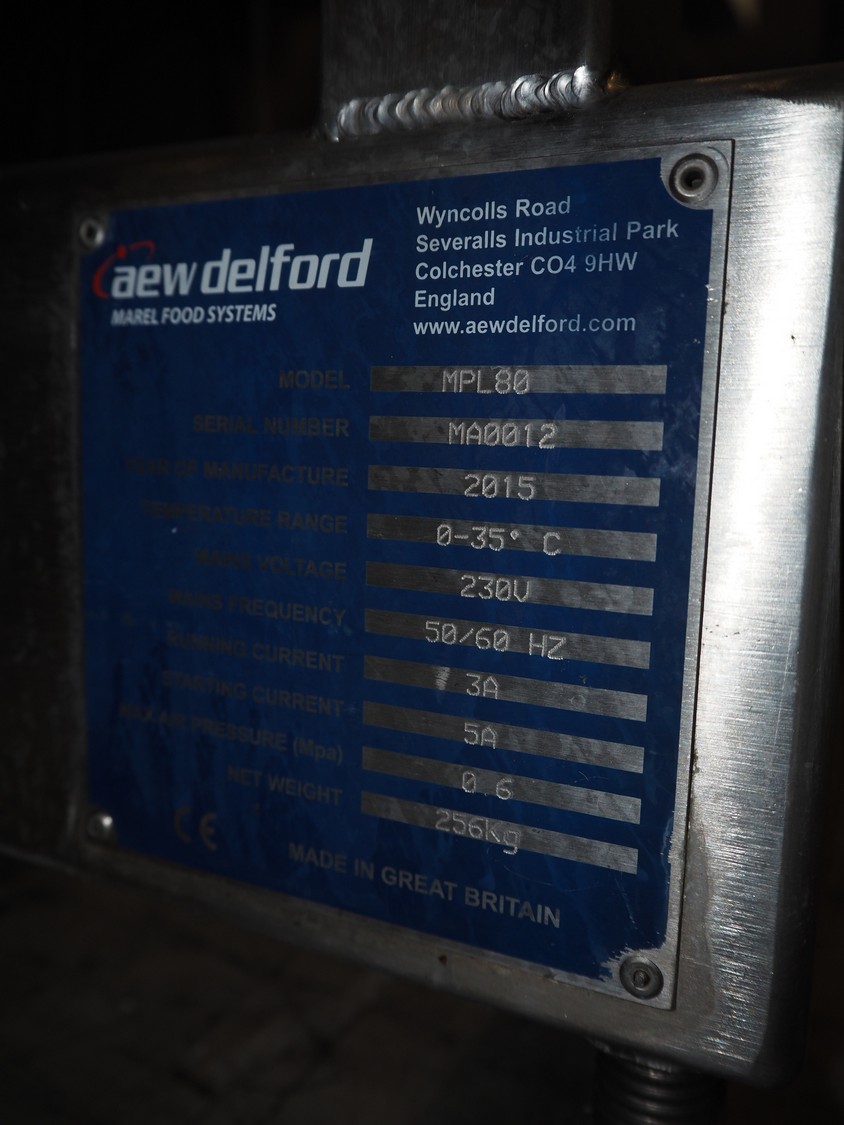 aew delford
MAREL FOOD SYSTEMS
Wyncolls Road
Severalls Industrial Park
Colchester CO4 9HW
England
www.aewdelford.com
MODEL MPL80
SERIAL NUMBER MA0012
YEAR OF MANUFACTURE 2015
TEMPERATURE RANGE 0-35° C
MAINS VOLTAGE 230V
MAINS FREQUENCY 50/60 HZ
RUNNING CURRENT 3A
STARTING CURRENT 5A
MAX AIR PRESSURE (Mpa) 0.6
NET WEIGHT 256Kg
CE
MADE IN GREAT BRITAIN